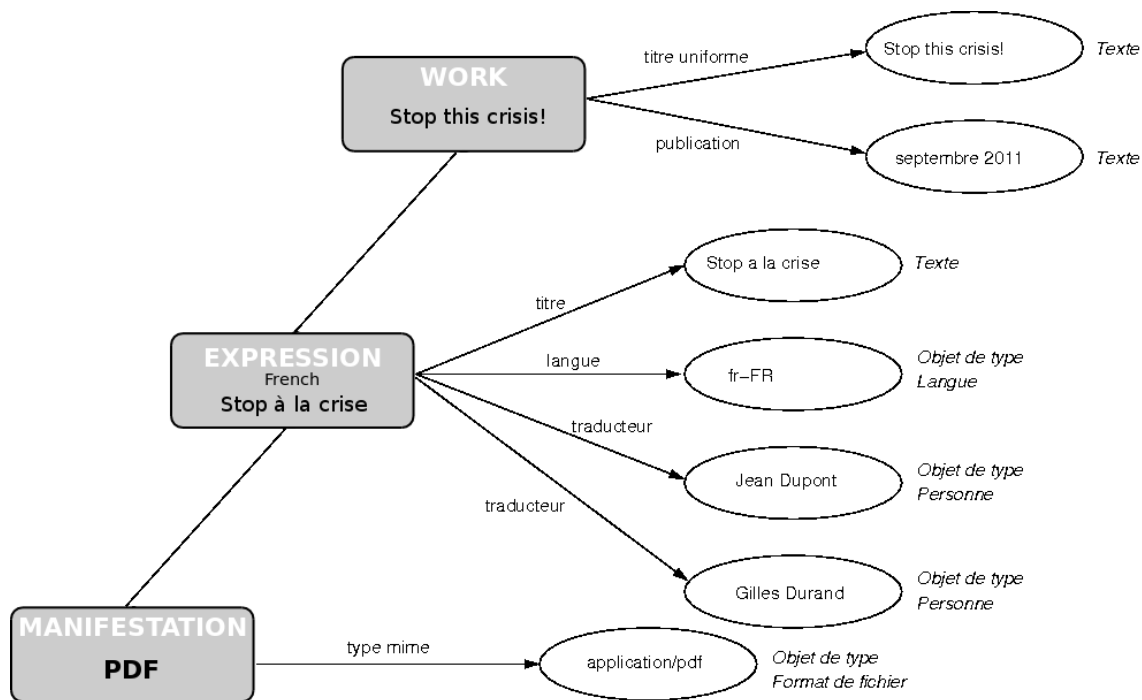 WORK
Stop this crisis!
titre uniforme
Stop this crisis!
Texte
publication
septembre 2011
Texte
EXPRESSION
French
Stop à la crise
titre
Stop a la crise
Texte
langue
fr-FR
Objet de type
Langue
traducteur
Jean Dupont
Objet de type
Personne
traducteur
Gilles Durand
Objet de type
Personne
MANIFESTATION
PDF
type mime
application/pdf
Objet de type
Format de fichier